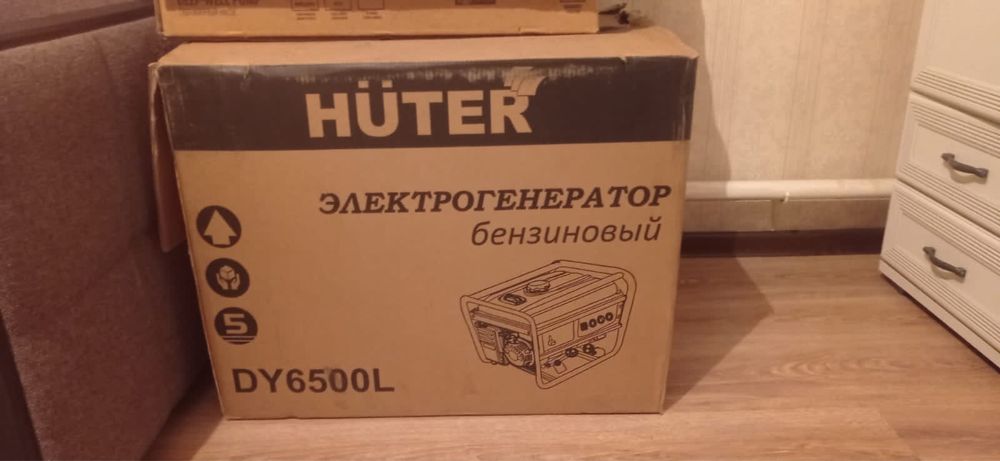 HÜTER
ЭЛЕКТРОГЕНЕРАТОР
бензиновый
5
DY6500L